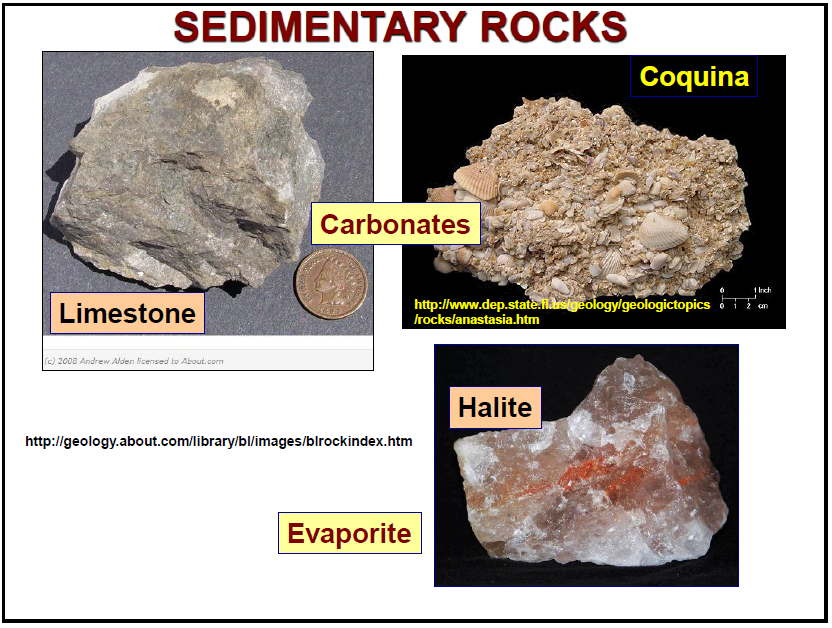 SEDIMENTARY ROCKS
Coquina
Carbonates
Limestone
http://www.dep.state.fl.us/geology/geologictopics
/rocks/anastasia.htm
0 1 Inch
0 1 2 cm
(c) 2008 Andrew Alden licensed to About.com
Halite
http://geology.about.com/library/bl/images/blrockindex.htm
Evaporite